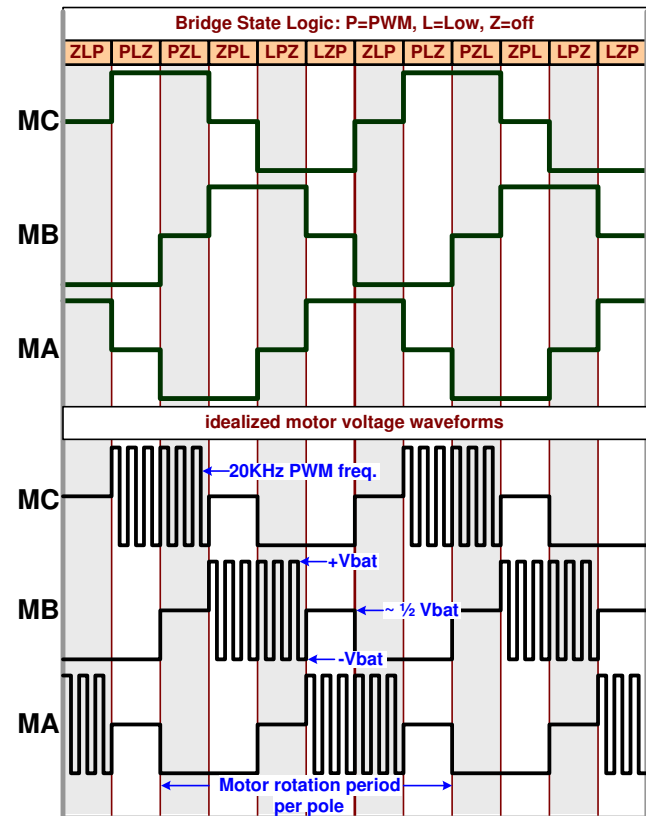 Bridge State Logic: P=PWM, L=Low, Z=off
ZLP PLZ PZL ZPL LPZ ZLP PLZ PZL ZPL LPZ LZP
MC
MB
MA
idealized motor voltage waveforms
MC
20KHz PWM freq.
+Vbat
MB
~ ½ Vbat
-Vbat
MA
Motor rotation period
per pole